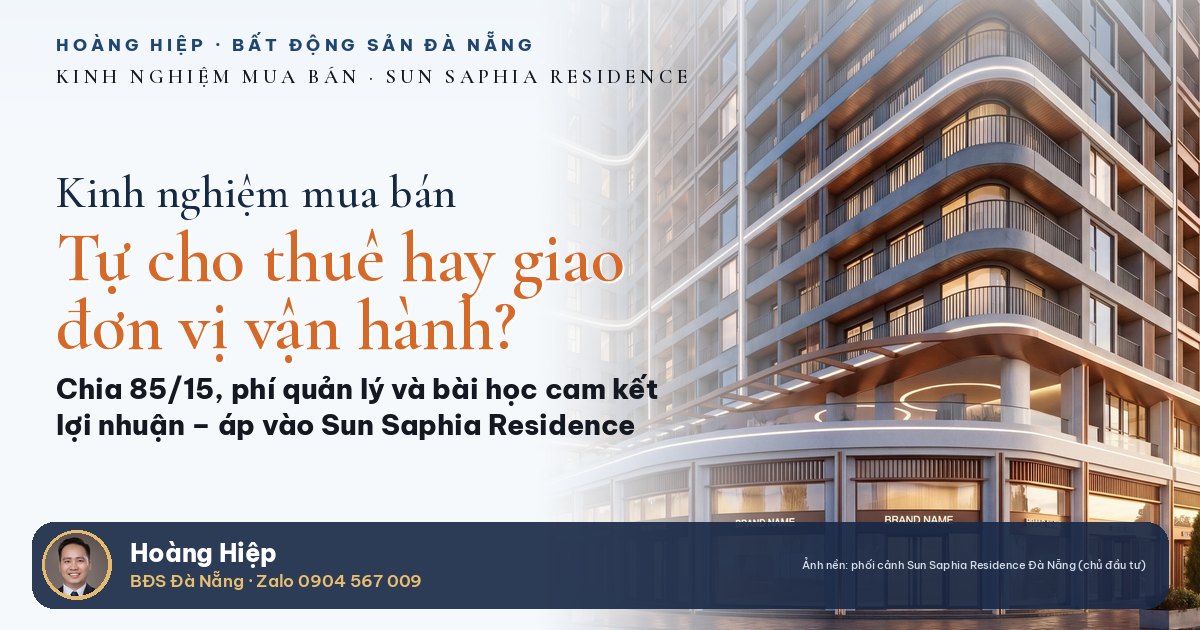 HOÀNG HIỆP · BẤT ĐỘNG SẢN ĐÀ NẴNG
KINH NGHIỆM MUA BÁN · SUN SAPHIA RESIDENCE
Kinh nghiệm mua bán
Tự cho thuê hay giao
đơn vị vận hành?
Chia 85/15, phí quản lý và bài học cam kết
lợi nhuận – áp vào Sun Saphia Residence
BRAND NAME
BRAND NAME
Hoàng Hiệp
BĐS Đà Nẵng · Zalo 0904 567 009
Ảnh nền: phối cảnh Sun Saphia Residence Đà Nẵng (chủ đầu tư)